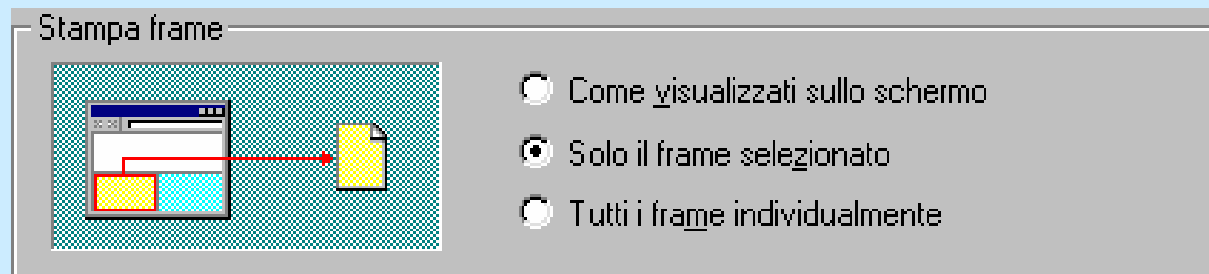 Stampa frame
Come visualizzati sullo schermo
Solo il frame selezionato
Tutti i frame individualmente